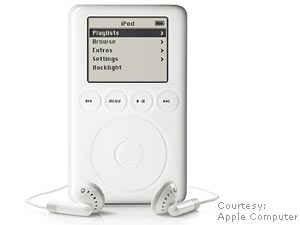 iPod
Playlists >
Browse >
Extras >
Settings >
Backlight
MENU
Courtesy:
Apple Computer